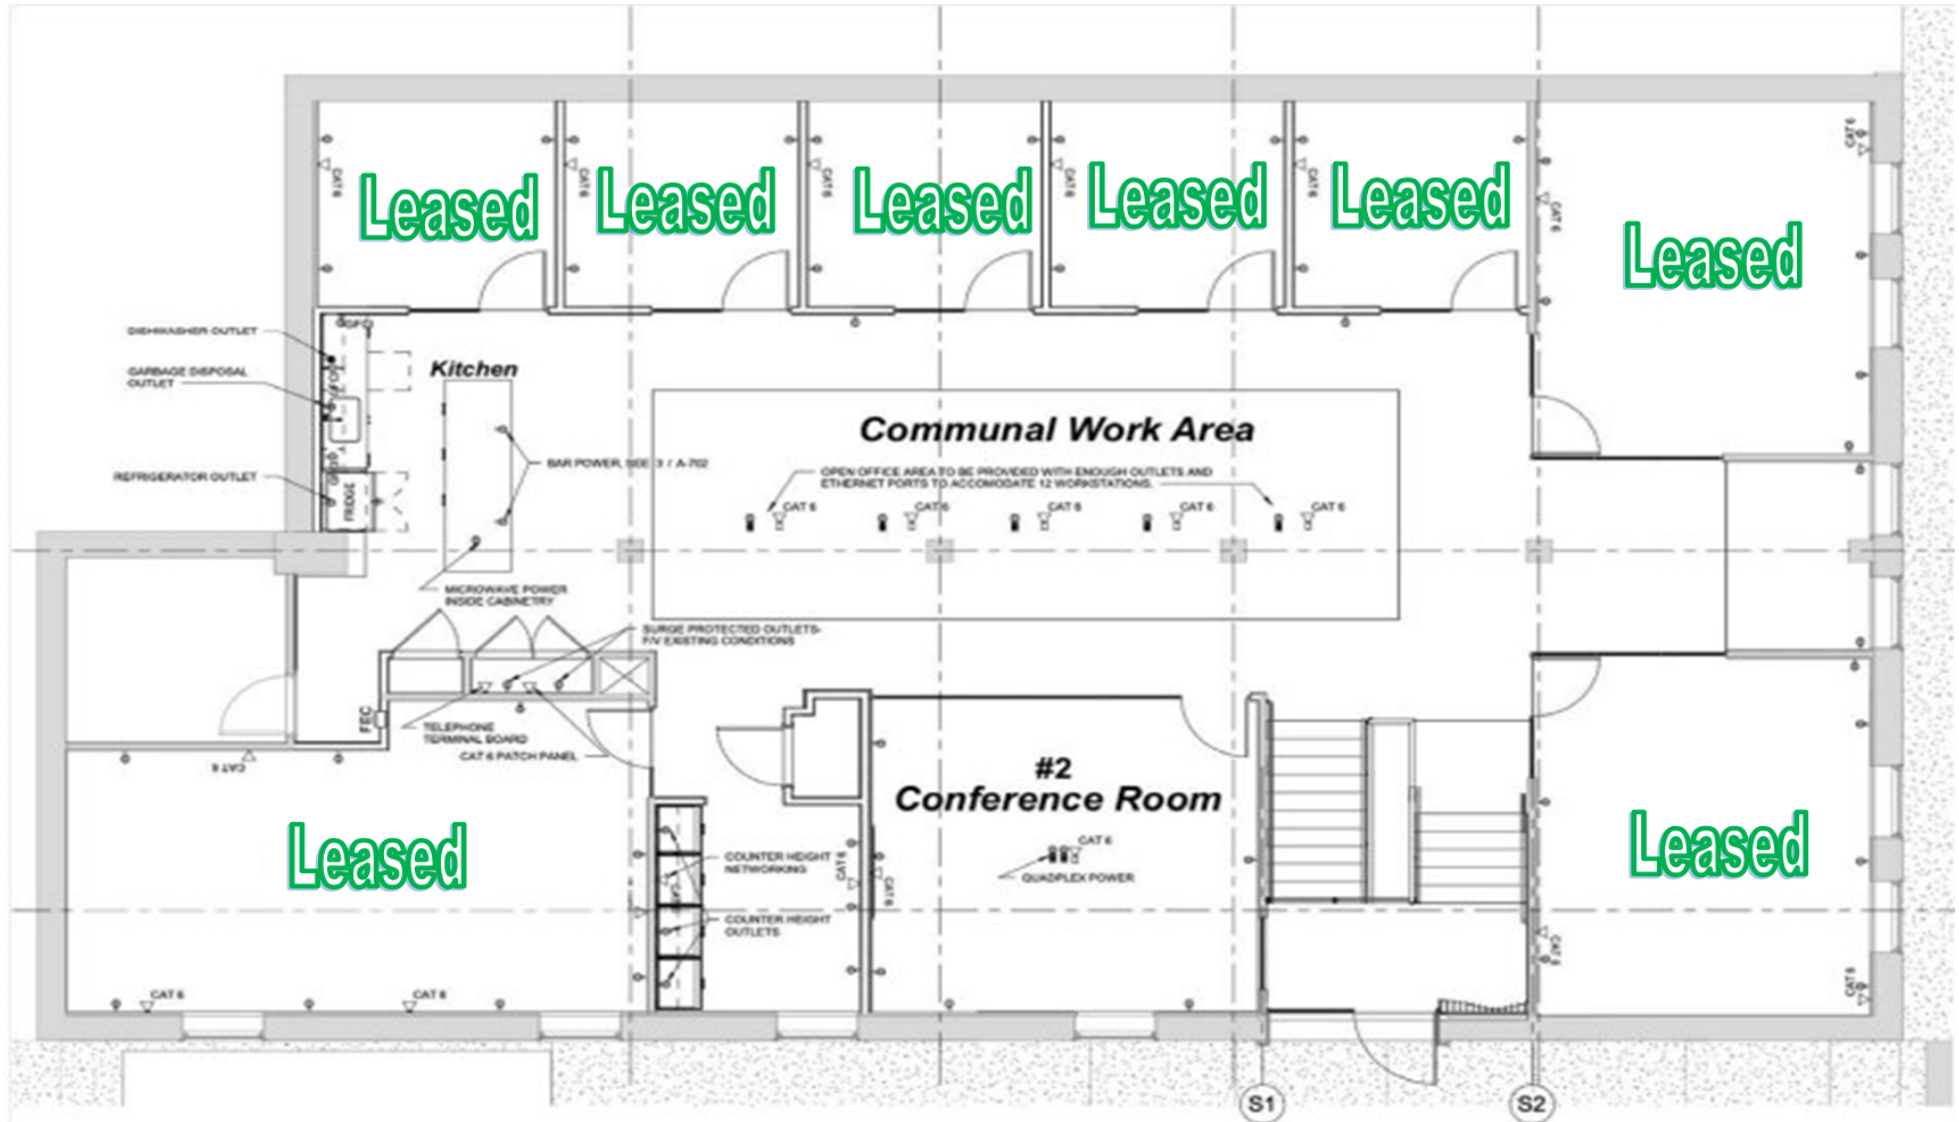 CAT 6
CAT 6
CAT 6
CAT 6
CAT 6
CAT 6
CAT 6
Leased
Leased
Leased
Leased
Leased
Leased
DISHWASHER OUTLET
GFCI
GARBAGE DISPOSAL
OUTLET
Kitchen
REFRIGERATOR OUTLET
FRIDGE
BAR POWER, SEE 3 / A-702
Communal Work Area
OPEN OFFICE AREA TO BE PROVIDED WITH ENOUGH OUTLETS AND
ETHERNET PORTS TO ACCOMODATE 12 WORKSTATIONS.
CAT 6
CAT 6
CAT 6
CAT 6
CAT 6
MICROWAVE POWER
INSIDE CABINETRY
SURGE PROTECTED OUTLETS-
F/V EXISTING CONDITIONS
FEC
TELEPHONE
TERMINAL BOARD
CAT 6 PATCH PANEL
CAT 6
#2
Conference Room
CAT 6
QUADPLEX POWER
COUNTER HEIGHT
NETWORKING
CAT 6
CAT 6
COUNTER HEIGHT
OUTLETS
Leased
Leased
CAT 6
CAT 6
CAT 6
CAT 6
S1
S2